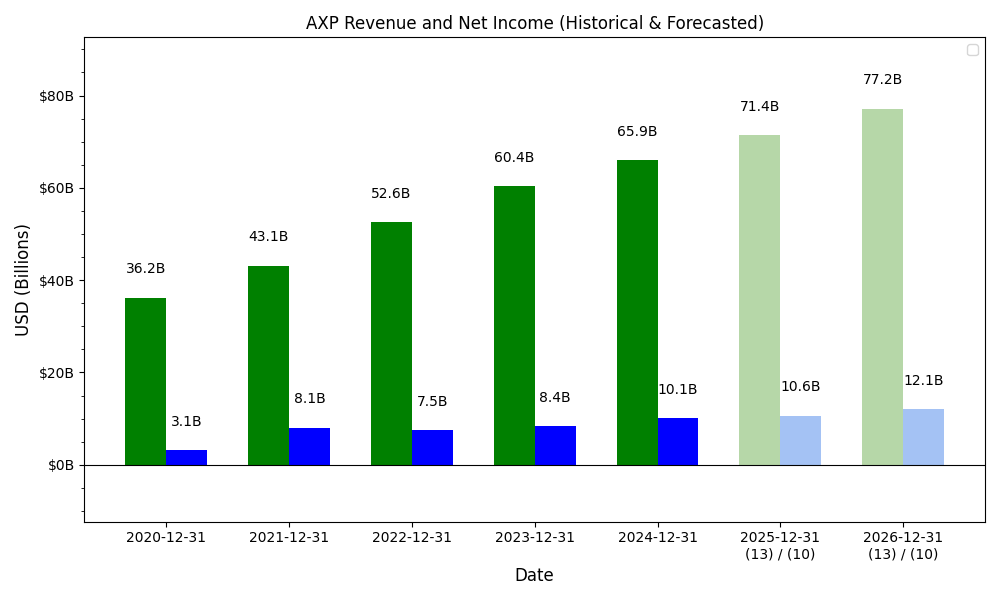 AXP Revenue and Net Income (Historical & Forecasted)
USD (Billions)
$80B
$60B
$40B
$20B
$0B
36.2B
3.1B
43.1B
8.1B
52.6B
7.5B
60.4B
8.4B
65.9B
10.1B
71.4B
10.6B
77.2B
12.1B
2020-12-31
2021-12-31
2022-12-31
2023-12-31
2024-12-31
2025-12-31
(13) / (10)
2026-12-31
(13) / (10)
Date